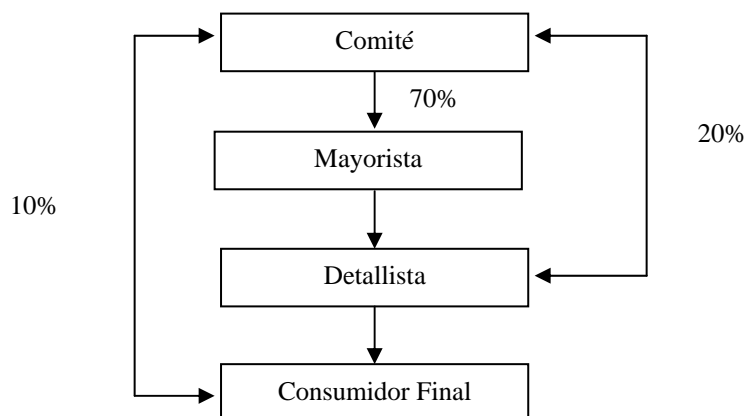 Comité
70%
20%
Mayorista
10%
Detallista
Consumidor Final